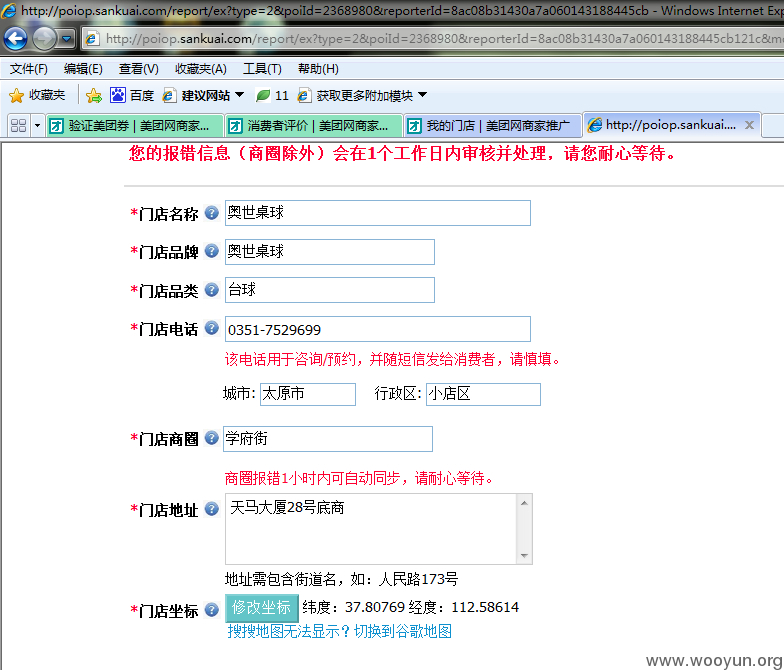 http://poiop.sankuai.com/report/ex?type=2&poiId=2368980&reporterId=8ac08b31430a7a060143188445cb - Windows Internet Exp
http://poiop.sankuai.com/report/ex?type=2&poiId=2368980&reporterId=8ac08b31430a7a060143188445cb121c&m
文件(F) 编辑(E) 查看(V) 收藏夹(A) 工具(T) 帮助(H)
收藏夹 百度 建议网站 11 获取更多附加模块
验证美团券 | 美团网商家... 消费者评价 | 美团网商家... 我的门店 | 美团网商家推广 http://poiop.sankuai....
您的报错信息（商圈除外）会在1个工作日内审核并处理，请您耐心等待。
*门店名称 奥世桌球
*门店品牌 奥世桌球
*门店品类 台球
*门店电话 0351-7529699
该电话用于咨询/预约，并随短信发给消费者，请慎填。
城市: 太原市 行政区: 小店区
*门店商圈 学府街
商圈报错1小时内可自动同步，请耐心等待。
*门店地址 天马大厦28号底商
地址需包含街道名，如：人民路173号
*门店坐标 修改坐标 纬度：37.80769 经度：112.58614
搜搜地图无法显示？切换到谷歌地图
www.wooyun.org